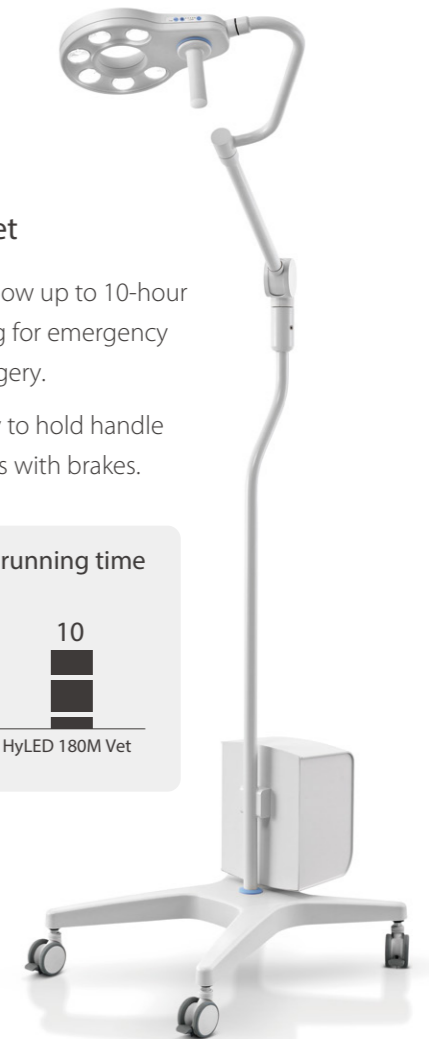 et
ow up to 10-hour
g for emergency
gery.
to hold handle
s with brakes.
running time
10
HyLED 180M Vet